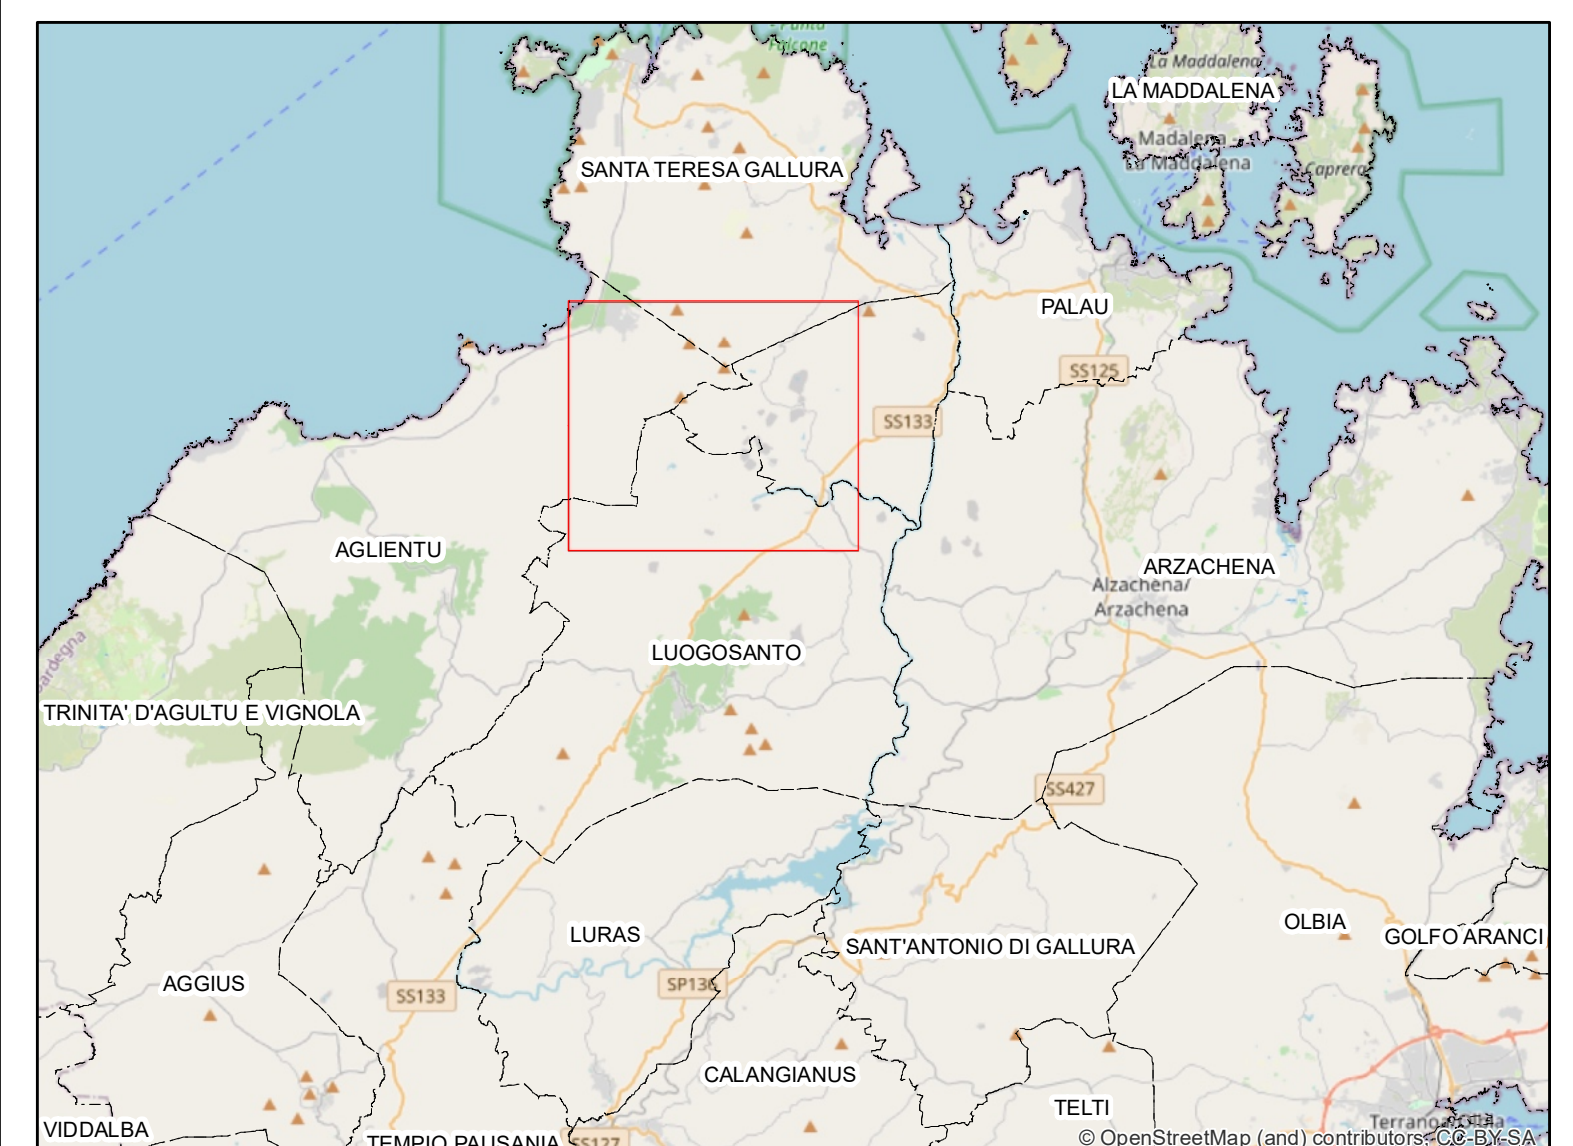 Punta
Falcone
La Maddalena
LA MADDALENA
Madalena -
La Maddalena
Caprera
SANTA TERESA GALLURA
PALAU
SS125
SS133
AGLIENTU
ARZACHENA
Alzachena/
Arzachena
LUOGOSANTO
TRINITA' D'AGULTU E VIGNOLA
SS427
LURAS
SANT'ANTONIO DI GALLURA
OLBIA
GOLFO ARANCI
AGGIUS
SS133
SP136
CALANGIANUS
TELTI
VIDDALBA
TEMPIO PAUSANIA
SS127
© OpenStreetMap (and) contributors, CC-BY-SA